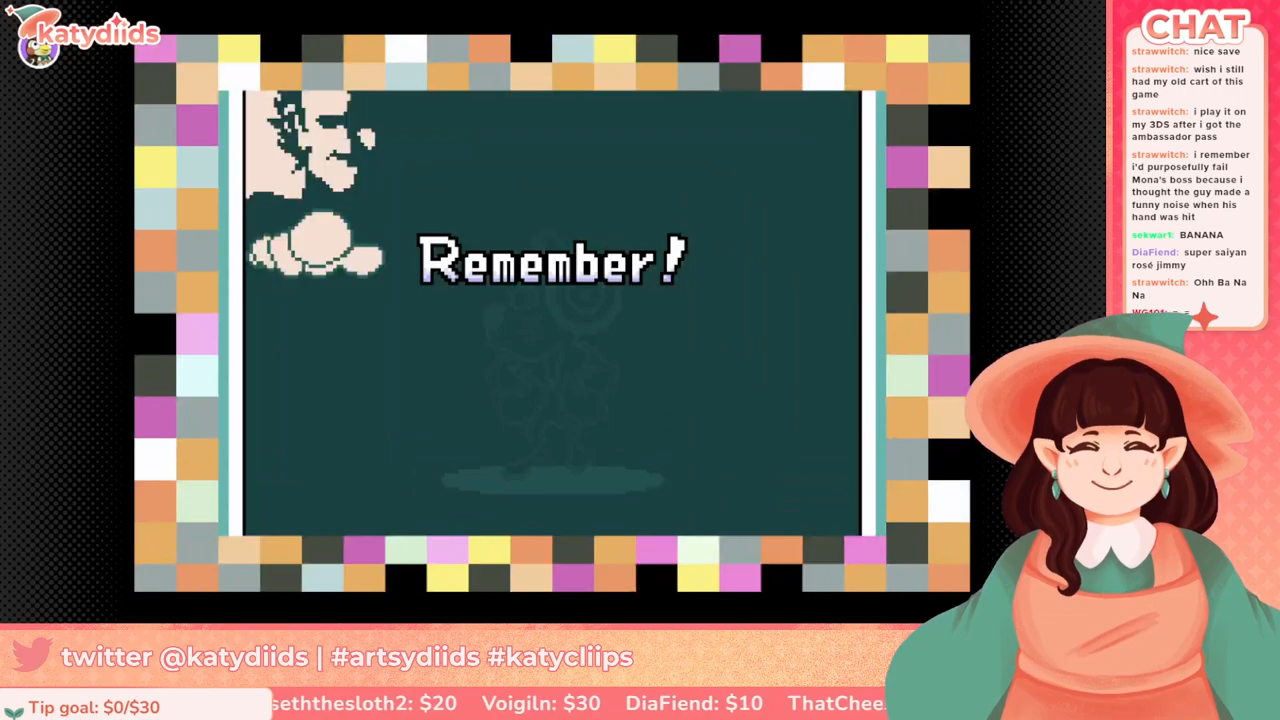 katydiids
CHAT
strawwitch: nice save
strawwitch: wish i still
had my old cart of this
game
strawwitch: i play it on
my 3DS after i got the
ambassador pass
strawwitch: i remember
i'd purposefully fail
Mona's boss because i
thought the guy made a
funny noise when his
hand was hit
sekwar1: BANANA
DiaFiend: super saiyan
rosé jimmy
strawwitch: Ohh Ba Na
Na
Remember!
twitter @katydiids | #artsydiids #katycliips
Tip goal: $0/$30
seththesloth2: $20 Voigiln: $30 DiaFiend: $10 ThatChee